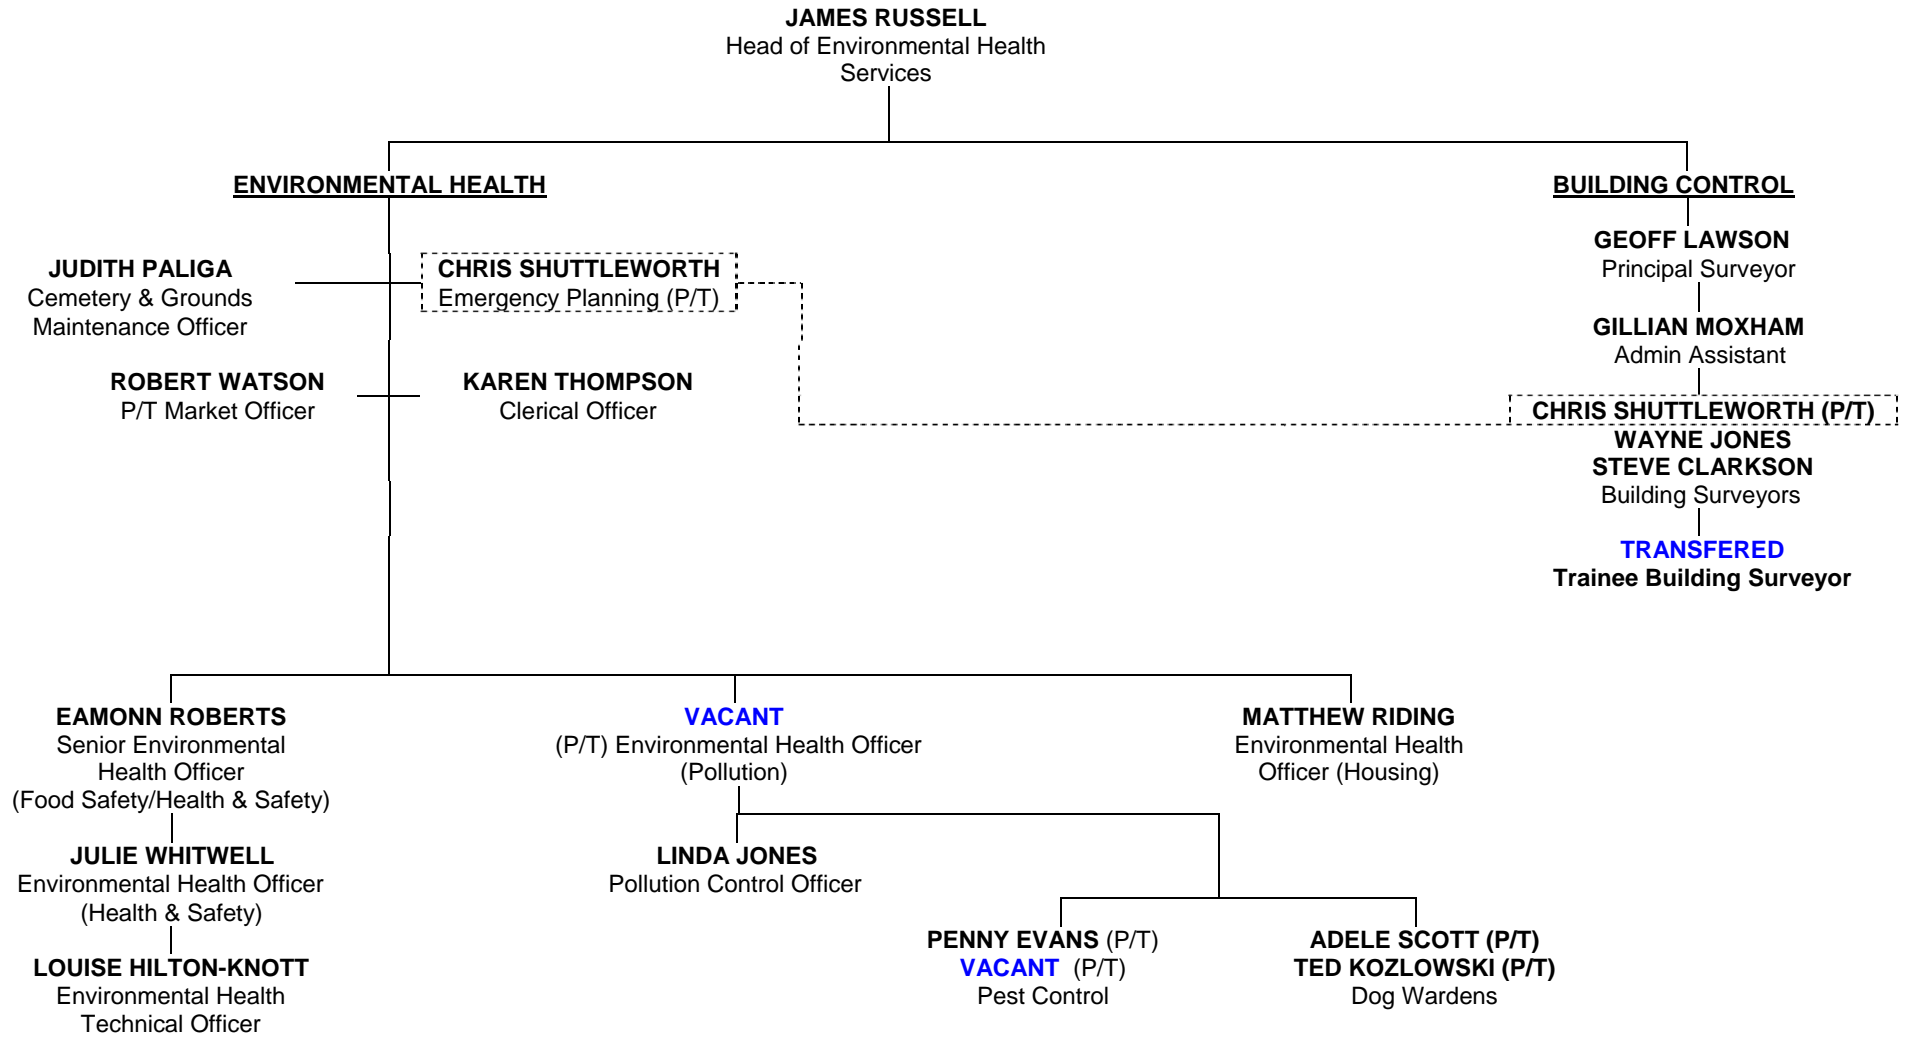 JAMES RUSSELL
Head of Environmental Health
Services
ENVIRONMENTAL HEALTH
BUILDING CONTROL
JUDITH PALIGA
Cemetery & Grounds
Maintenance Officer
CHRIS SHUTTLEWORTH
Emergency Planning (P/T)
ROBERT WATSON
P/T Market Officer
KAREN THOMPSON
Clerical Officer
GEOFF LAWSON
Principal Surveyor
GILLIAN MOXHAM
Admin Assistant
CHRIS SHUTTLEWORTH (P/T)
WAYNE JONES
STEVE CLARKSON
Building Surveyors
TRANSFERED
Trainee Building Surveyor
EAMONN ROBERTS
Senior Environmental
Health Officer
(Food Safety/Health & Safety)
JULIE WHITWELL
Environmental Health Officer
(Health & Safety)
LOUISE HILTON-KNOTT
Environmental Health
Technical Officer
VACANT
(P/T) Environmental Health Officer
(Pollution)
LINDA JONES
Pollution Control Officer
PENNY EVANS (P/T)
VACANT (P/T)
Pest Control
ADELE SCOTT (P/T)
TED KOZLOWSKI (P/T)
Dog Wardens
MATTHEW RIDING
Environmental Health
Officer (Housing)